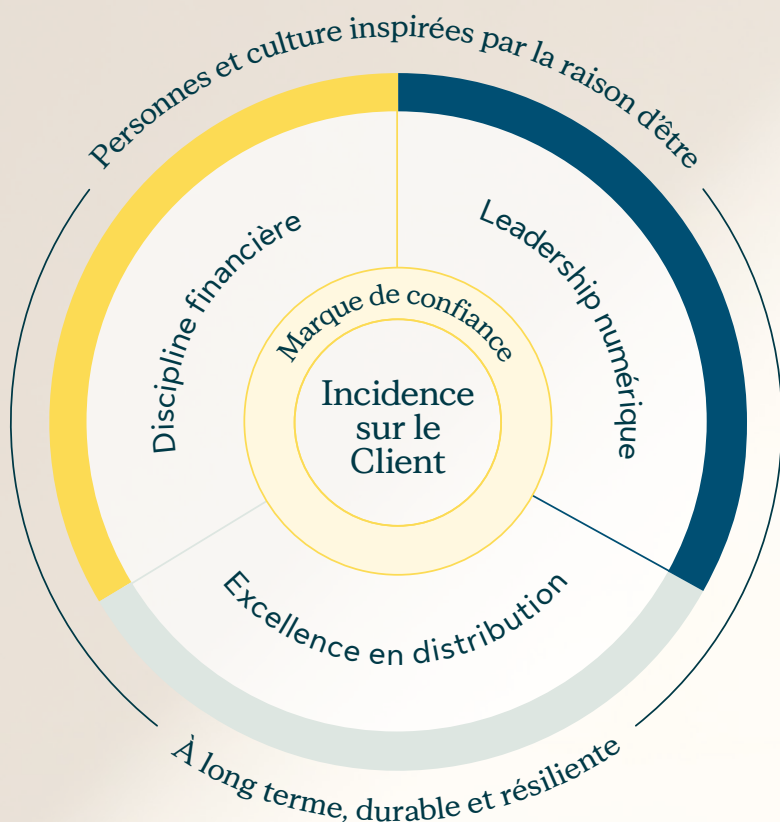 Personnes et culture inspirées par la raison d'être
Discipline financière
Leadership numérique
Marque de confiance
Incidence
sur le
Client
Excellence en distribution
À long terme, durable et résiliente